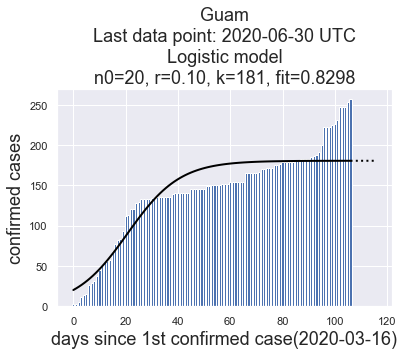 Guam
Last data point: 2020-06-30 UTC
Logistic model
n0=20, r=0.10, k=181, fit=0.8298
250
200
150
100
50
0
confirmed cases
0 20 40 60 80 100 120
days since 1st confirmed case(2020-03-16)